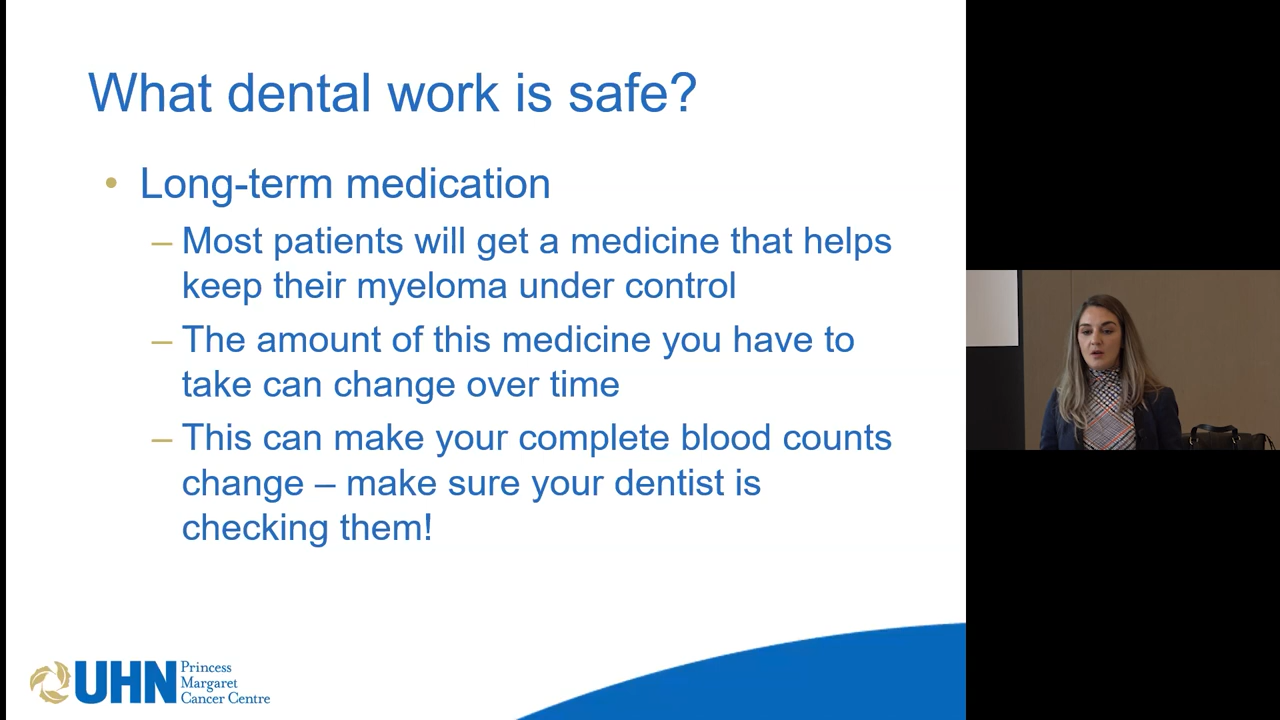 What dental work is safe?
• Long-term medication
– Most patients will get a medicine that helps
keep their myeloma under control
– The amount of this medicine you have to
take can change over time
– This can make your complete blood counts
change – make sure your dentist is
checking them!
UHN
Princess
Margaret
Cancer Centre